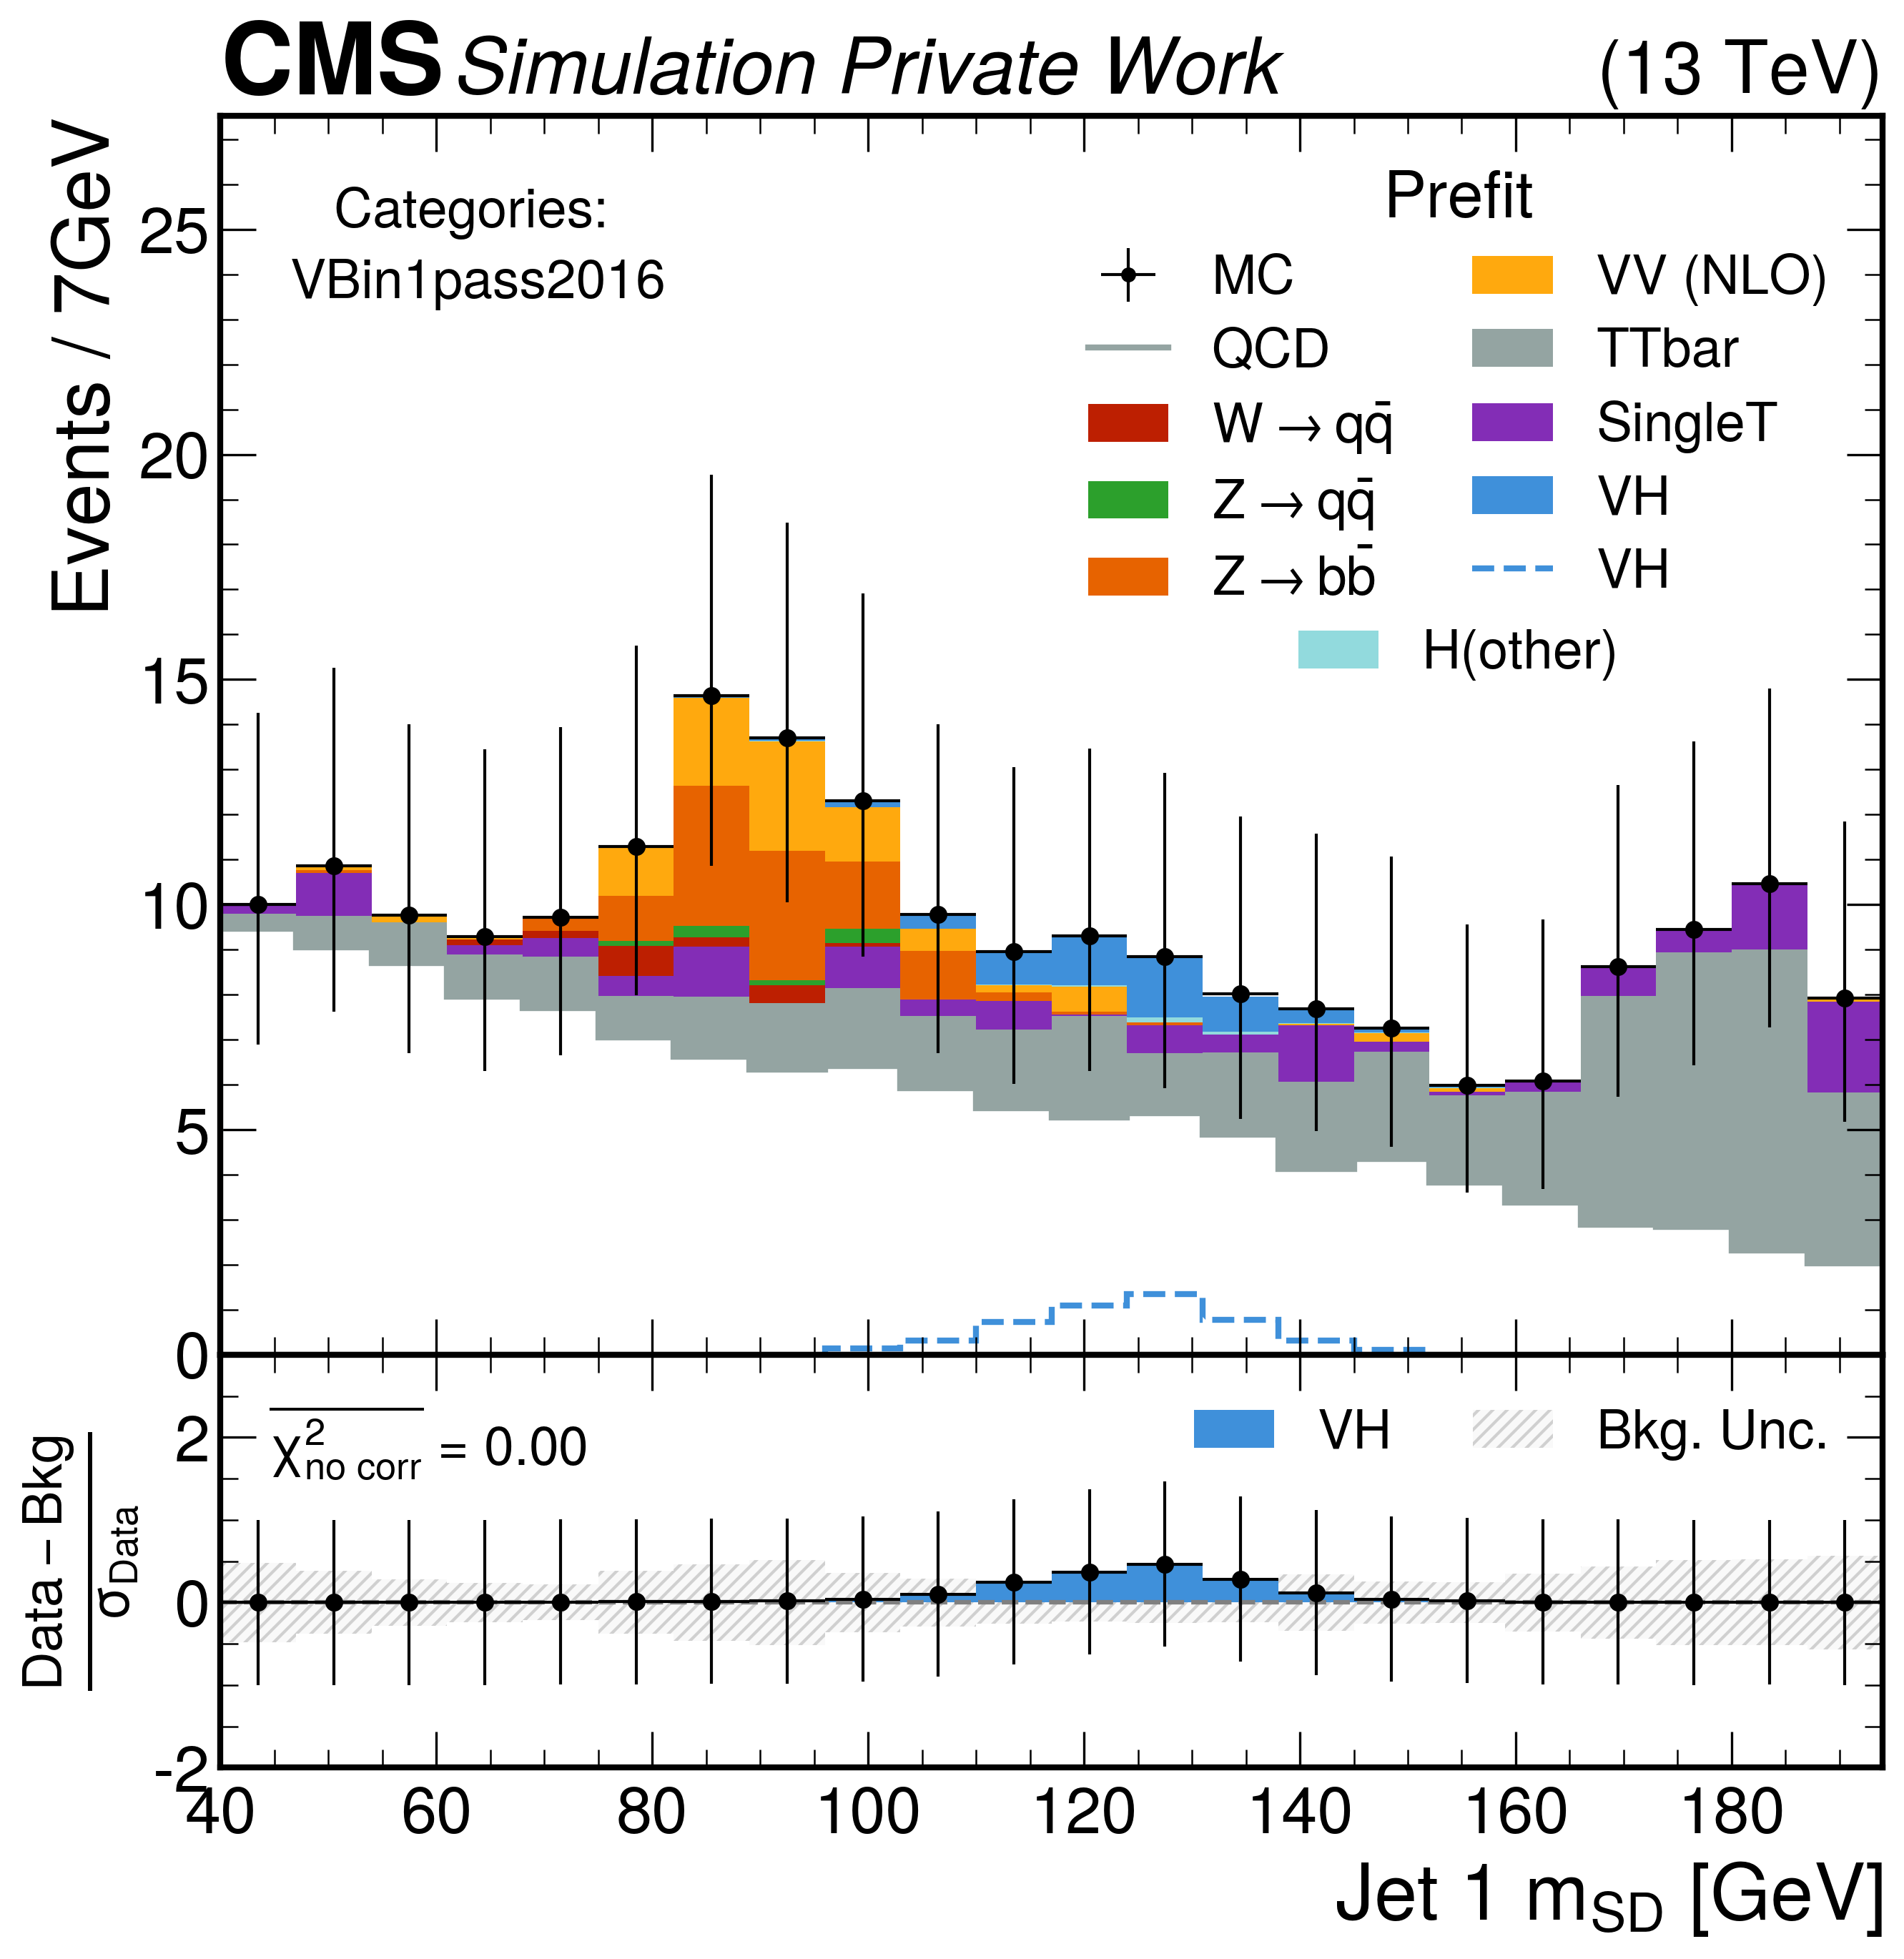 CMS Simulation Private Work (13 TeV)
Events / 7GeV
Categories:
VBin1pass2016
Prefit
MC
QCD
W → qq̄
Z → qq̄
Z → bb̄
VV (NLO)
TTbar
SingleT
VH
VH
H(other)
25
20
15
10
5
0
Data – Bkg
σData
χ²no corr = 0.00
VH
Bkg. Unc.
2
0
-2
40 60 80 100 120 140 160 180
Jet 1 mSD [GeV]